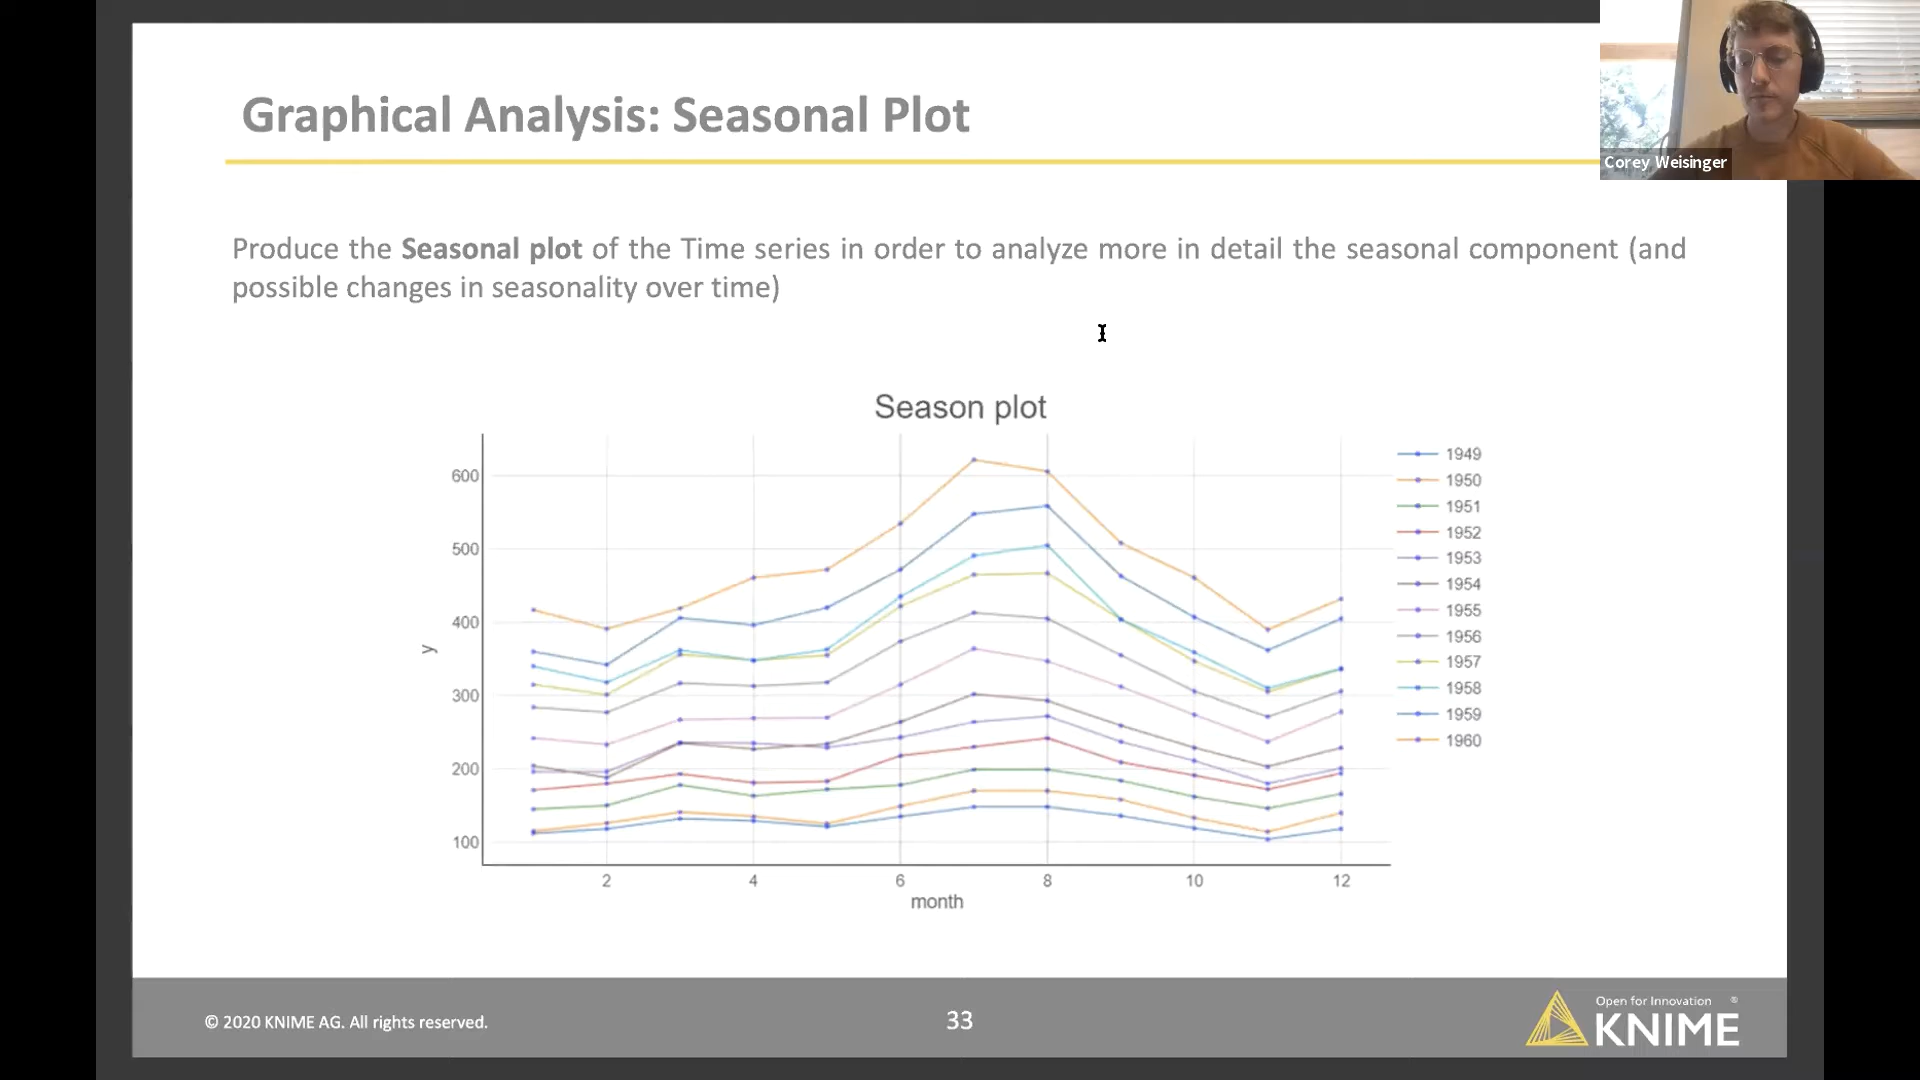 Graphical Analysis: Seasonal Plot
Corey Weisinger
Produce the Seasonal plot of the Time series in order to analyze more in detail the seasonal component (and
possible changes in seasonality over time)
Season plot
600
500
400
300
200
100
y
2 4 6 8 10 12
month
1949
1950
1951
1952
1953
1954
1955
1956
1957
1958
1959
1960
© 2020 KNIME AG. All rights reserved.
33
Open for Innovation ®
KNIME